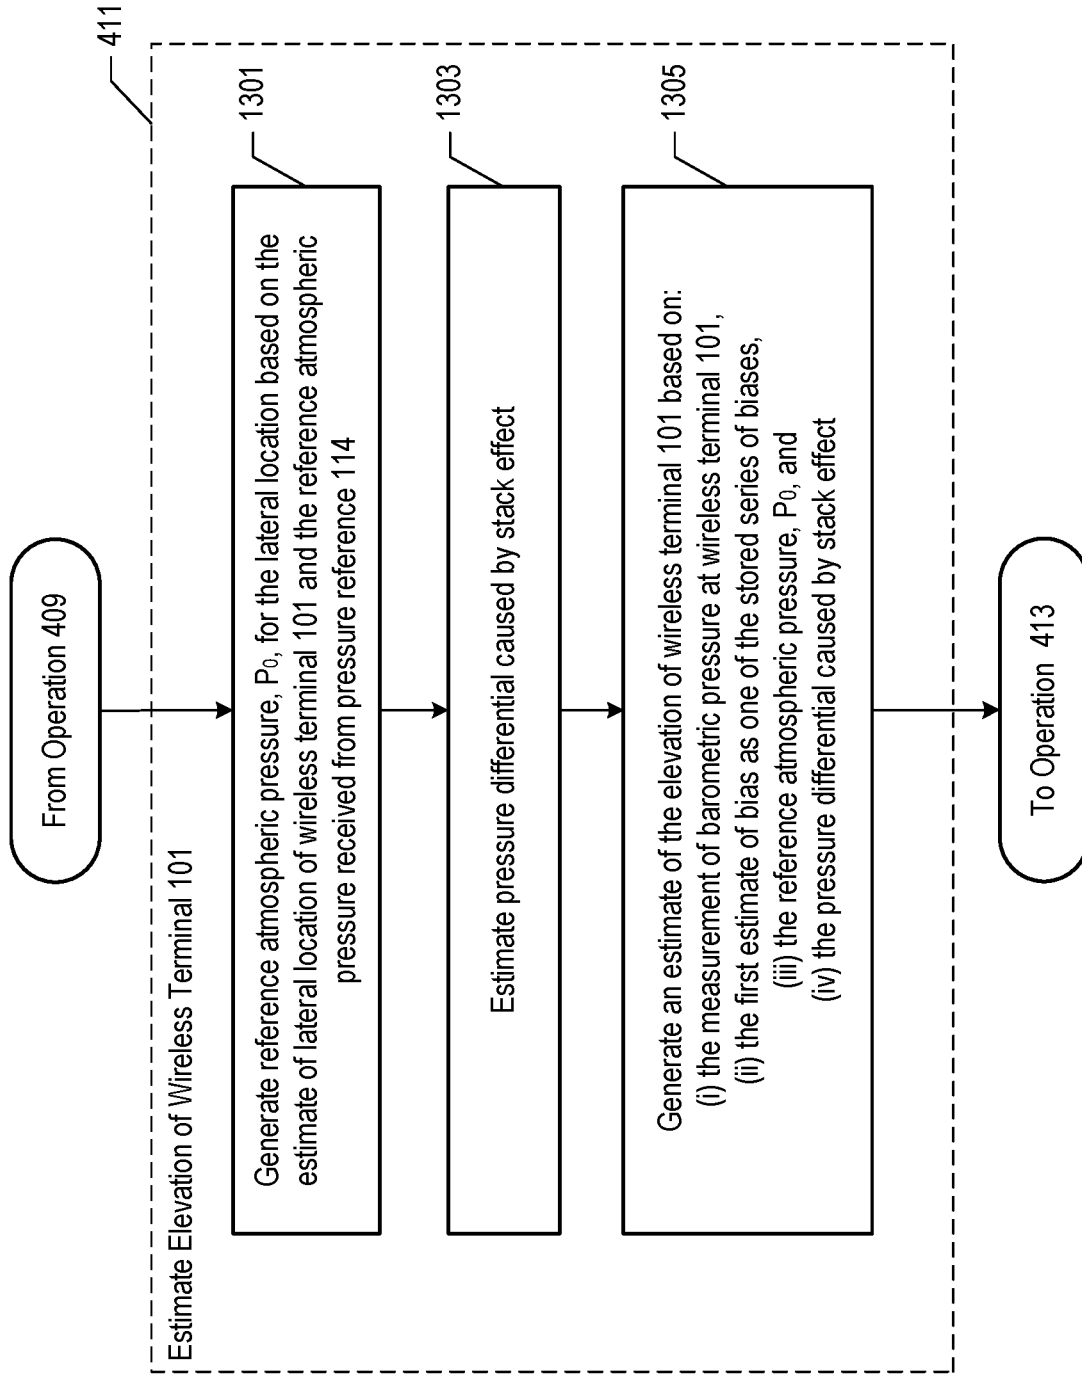 From Operation 409
411
Estimate Elevation of Wireless Terminal 101
1301
Generate reference atmospheric pressure, P₀, for the lateral location based on the
estimate of lateral location of wireless terminal 101 and the reference atmospheric
pressure received from pressure reference 114
1303
Estimate pressure differential caused by stack effect
1305
Generate an estimate of the elevation of wireless terminal 101 based on:
(i) the measurement of barometric pressure at wireless terminal 101,
(ii) the first estimate of bias as one of the stored series of biases,
(iii) the reference atmospheric pressure, P₀, and
(iv) the pressure differential caused by stack effect
To Operation 413